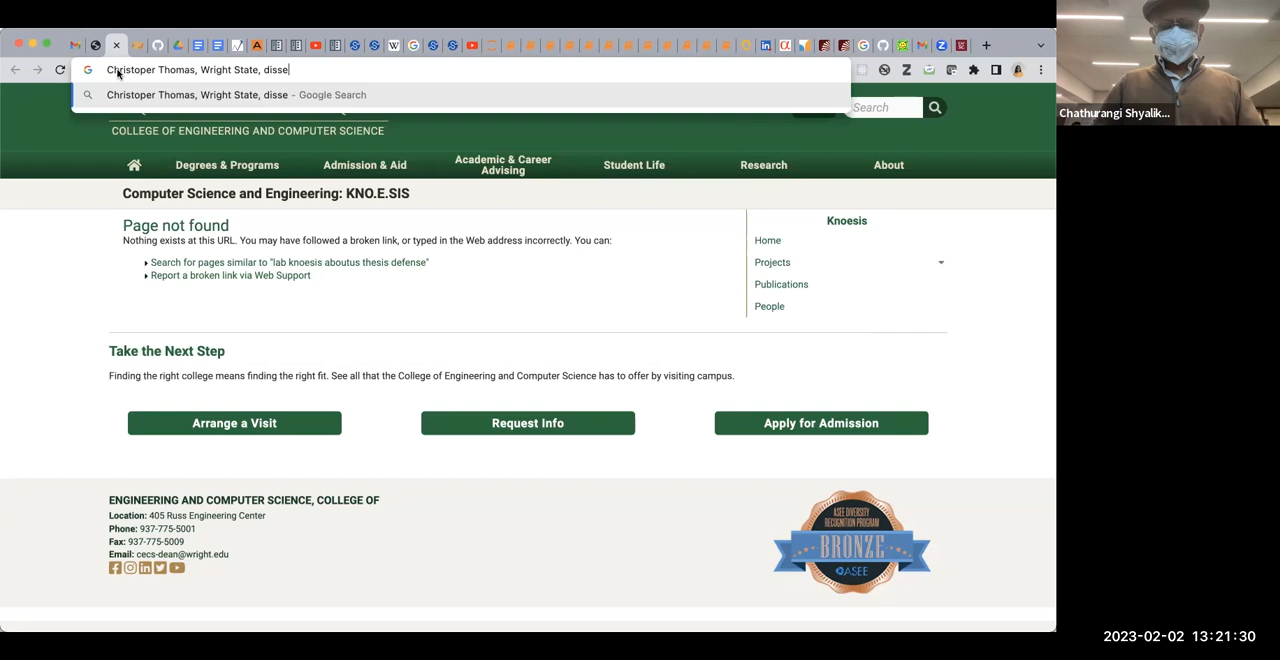 Christoper Thomas, Wright State, disse
Christoper Thomas, Wright State, disse - Google Search
Search
Chathurangi Shyalik...
COLLEGE OF ENGINEERING AND COMPUTER SCIENCE
Degrees & Programs
Admission & Aid
Academic & Career
Advising
Student Life
Research
About
Computer Science and Engineering: KNO.E.SIS
Page not found
Nothing exists at this URL. You may have followed a broken link, or typed in the Web address incorrectly. You can:
Search for pages similar to "lab knoesis aboutus thesis defense"
Report a broken link via Web Support
Knoesis
Home
Projects
Publications
People
Take the Next Step
Finding the right college means finding the right fit. See all that the College of Engineering and Computer Science has to offer by visiting campus.
Arrange a Visit
Request Info
Apply for Admission
ENGINEERING AND COMPUTER SCIENCE, COLLEGE OF
Location: 405 Russ Engineering Center
Phone: 937-775-5001
Fax: 937-775-5009
Email: cecs-dean@wright.edu
ASEE DIVERSITY
RECOGNITION PROGRAM
BRONZE
ASEE
2023-02-02 13:21:30